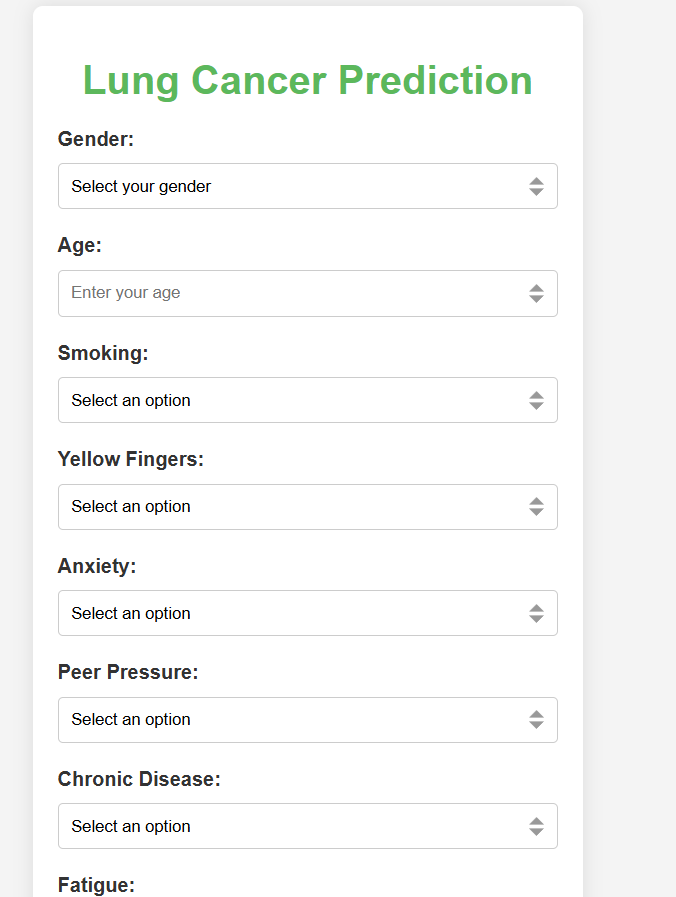 Lung Cancer Prediction
Gender:
Select your gender
Age:
Enter your age
Smoking:
Select an option
Yellow Fingers:
Select an option
Anxiety:
Select an option
Peer Pressure:
Select an option
Chronic Disease:
Select an option
Fatigue: